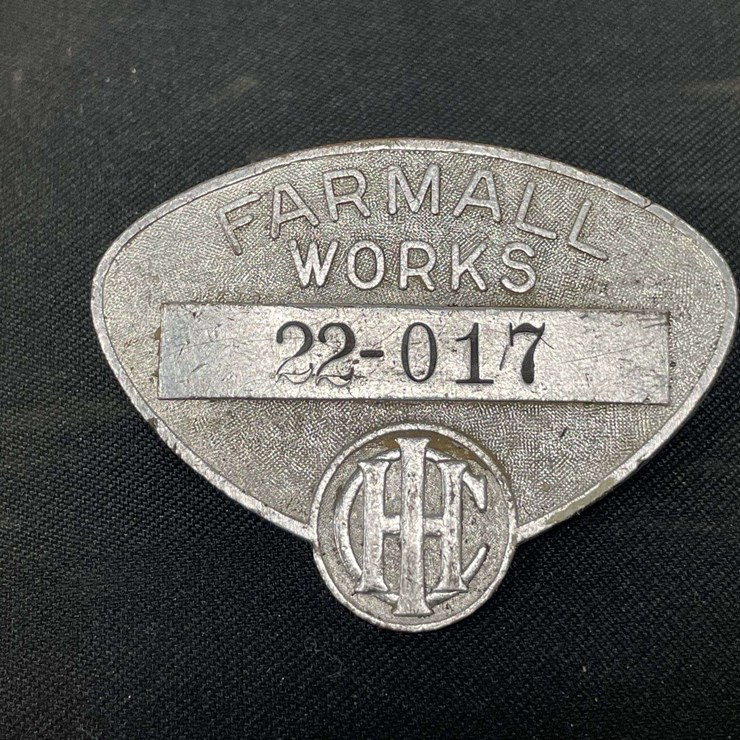 FARMALL
WORKS
22-017
IHC